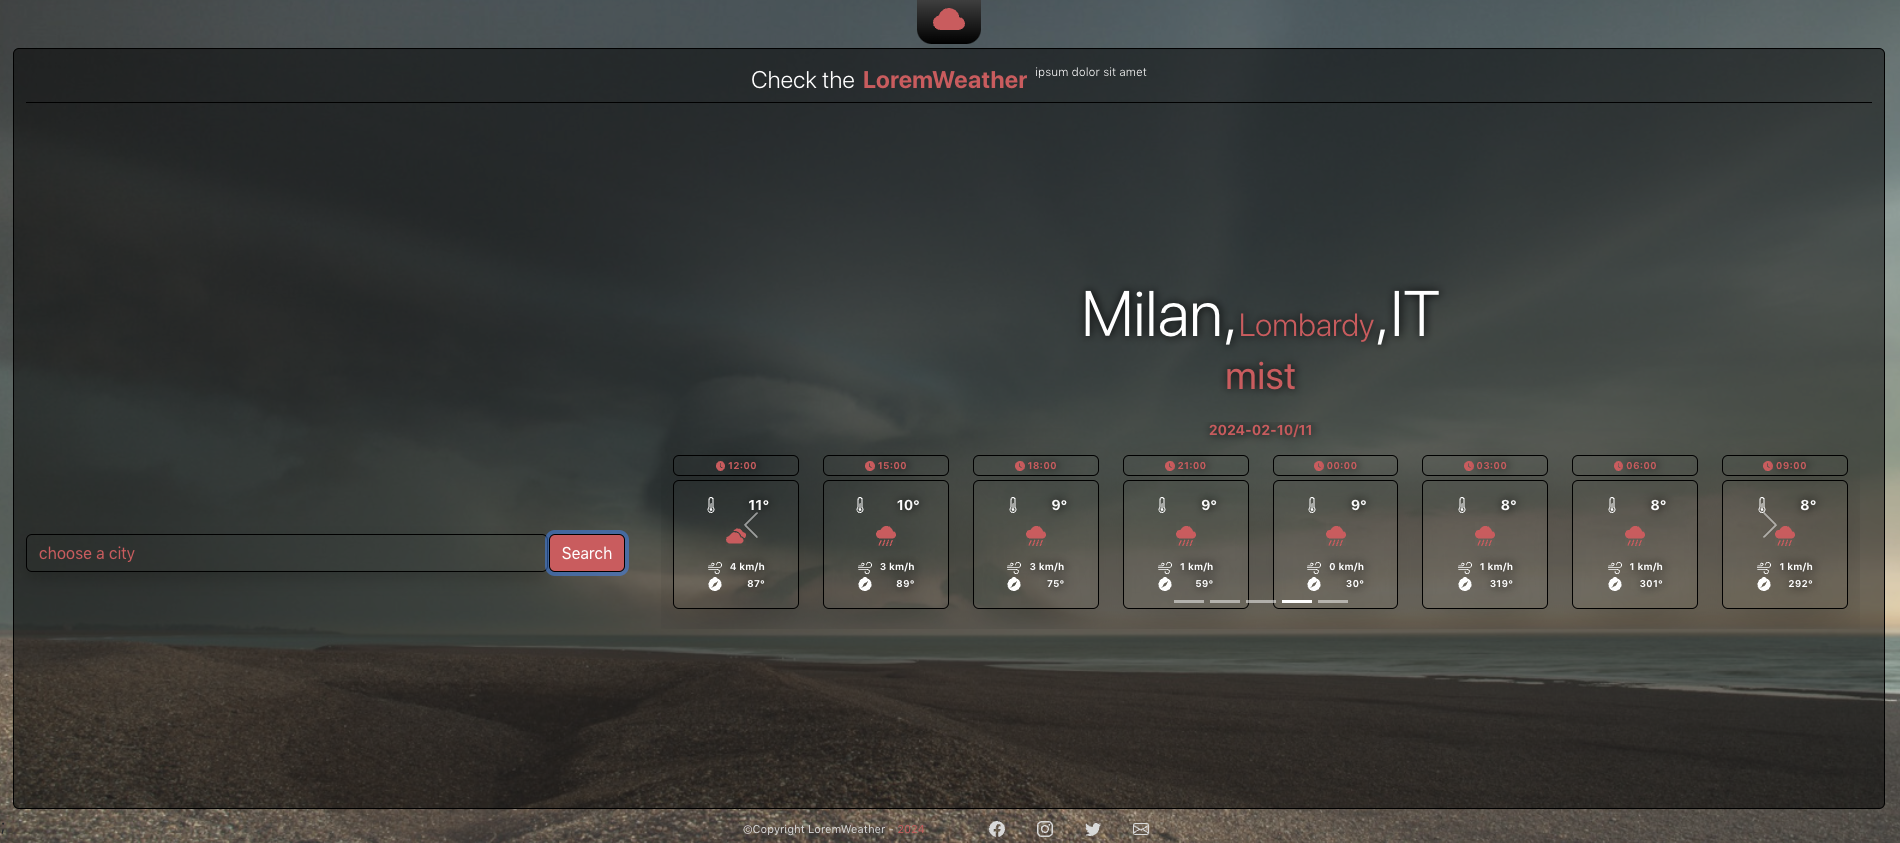 Check the LoremWeather ipsum dolor sit amet
Milan,Lombardy,IT
mist
2024-02-10/11
choose a city Search
12:00 15:00 18:00 21:00 00:00 03:00 06:00 09:00
11° 10° 9° 9° 9° 8° 8° 8°
4 km/h 3 km/h 3 km/h 1 km/h 0 km/h 1 km/h 1 km/h 1 km/h
87° 89° 75° 59° 30° 319° 301° 292°
©Copyright LoremWeather - 2024